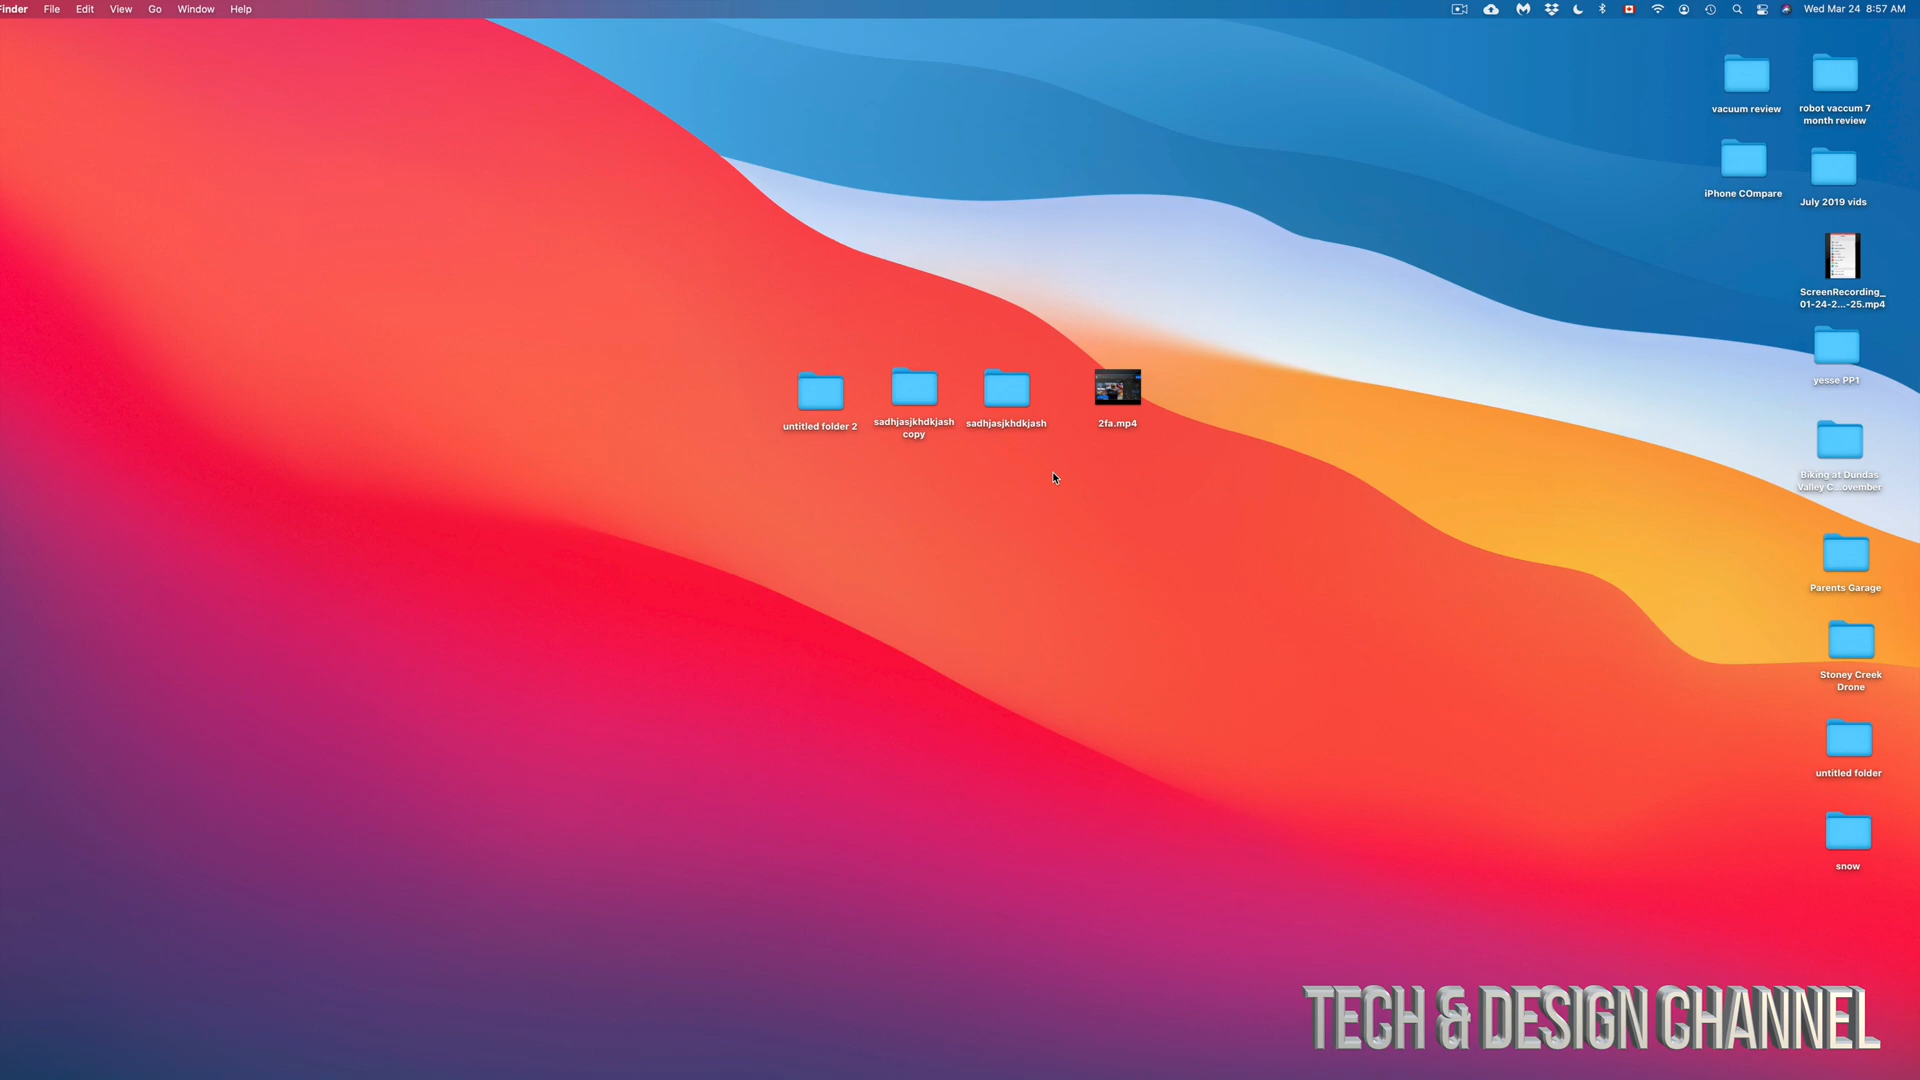 Finder File Edit View Go Window Help
Wed Mar 24 8:57 AM
vacuum review
robot vaccum 7
month review
iPhone COmpare
July 2019 vids
ScreenRecording_
01-24-2...-25.mp4
yesse PP1
untitled folder 2
sadhjasjkhdkjash
copy
sadhjasjkhdkjash
2fa.mp4
Biking at Dundas
Valley C...ovember
Parents Garage
Stoney Creek
Drone
untitled folder
snow
TECH & DESIGN CHANNEL